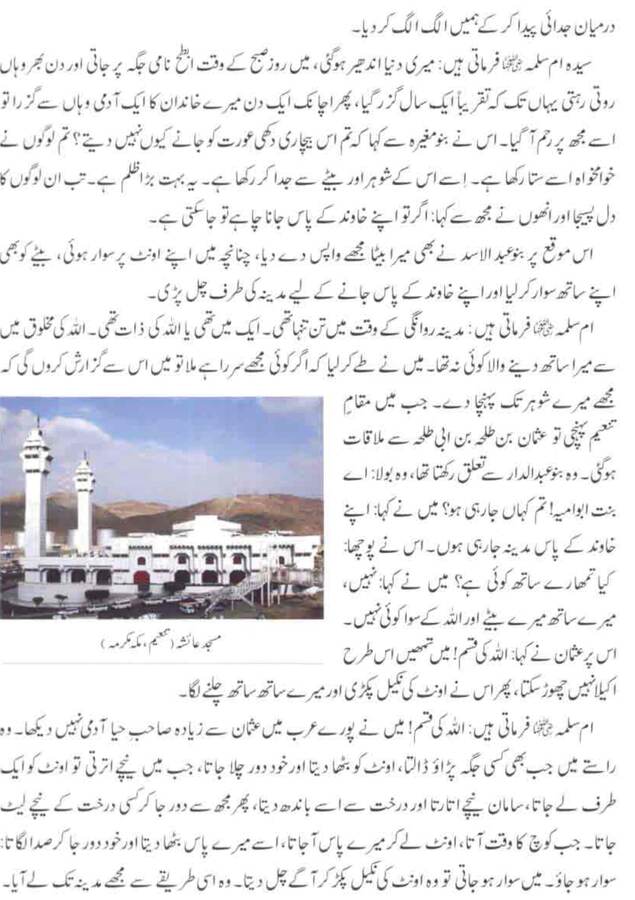 درمیان جدائی پیدا کر کے ہمیں الگ الگ کر دیا۔
سیدہ ام سلمہ رضی اللہ عنہا فرماتی ہیں: میری دنیا اندھیر ہوگئی، میں روز صبح کے وقت ابطح نامی جگہ پر جاتی اور دن بھر وہاں
روتی رہتی یہاں تک کہ تقریباً ایک سال گزر گیا، پھر اچانک ایک دن میرے خاندان کا ایک آدمی وہاں سے گزرا تو
اسے مجھ پر رحم آ گیا۔ اس نے بنو مغیرہ سے کہا کہ تم اس بیچاری دکھی عورت کو جانے کیوں نہیں دیتے؟ تم لوگوں نے
خوامخواہ اسے ستا رکھا ہے۔ اِسے اس کے شوہر اور بیٹے سے جدا کر رکھا ہے۔ یہ بہت بڑا ظلم ہے۔ تب ان لوگوں کا
دل پسیجا اور انھوں نے مجھ سے کہا: اگر تو اپنے خاوند کے پاس جانا چاہے تو جاسکتی ہے۔
اس موقع پر بنو عبدالاسد نے بھی میرا بیٹا مجھے واپس دے دیا، چنانچہ میں اپنے اونٹ پر سوار ہوئی، بیٹے کو بھی
اپنے ساتھ سوار کر لیا اور اپنے خاوند کے پاس جانے کے لیے مدینہ کی طرف چل پڑی۔
ام سلمہ رضی اللہ عنہا فرماتی ہیں: مدینہ روانگی کے وقت میں تن تنہا تھی۔ ایک میں تھی یا اللہ کی ذات تھی۔ اللہ کی مخلوق میں
سے میرا ساتھ دینے والا کوئی نہ تھا۔ میں نے طے کر لیا کہ اگر کوئی مجھے سر راہے ملا تو میں اس سے گزارش کروں گی کہ
مجھے میرے شوہر تک پہنچا دے۔ جب میں مقامِ
تنعیم پہنچی تو عثمان بن طلحہ بن ابی طلحہ سے ملاقات
ہوگئی۔ وہ بنو عبدالدار سے تعلق رکھتا تھا، وہ بولا: اے
بنت ابوامیہ! تم کہاں جارہی ہو؟ میں نے کہا: اپنے
خاوند کے پاس مدینہ جارہی ہوں۔ اس نے پوچھا:
کیا تمھارے ساتھ کوئی ہے؟ میں نے کہا: نہیں،
میرے ساتھ میرے بیٹے اور اللہ کے سوا کوئی نہیں۔
اس پر عثمان نے کہا: اللہ کی قسم! میں تمھیں اس طرح
مسجد عائشہ (تنعیم، مکہ مکرمہ)
اکیلا نہیں چھوڑ سکتا، پھر اس نے اونٹ کی نکیل پکڑی اور میرے ساتھ ساتھ چلنے لگا۔
ام سلمہ رضی اللہ عنہا فرماتی ہیں: اللہ کی قسم! میں نے پورے عرب میں عثمان سے زیادہ صاحبِ حیا آدمی نہیں دیکھا۔ وہ
راستے میں جب بھی کسی جگہ پڑاؤ ڈالتا، اونٹ کو بٹھا دیتا اور خود دور چلا جاتا، جب میں نیچے اترتی تو اونٹ کو ایک
طرف لے جاتا، سامان نیچے اتارتا اور درخت سے اسے باندھ دیتا، پھر مجھ سے دور جا کر کسی درخت کے نیچے لیٹ
جاتا۔ جب کوچ کا وقت آتا، اونٹ لے کر میرے پاس آ جاتا، اسے میرے پاس بٹھا دیتا اور خود دور جا کر صدا لگاتا:
سوار ہو جاؤ۔ میں سوار ہو جاتی تو وہ اونٹ کی نکیل پکڑ کر آگے چل دیتا۔ وہ اسی طریقے سے مجھے مدینہ تک لے آیا۔